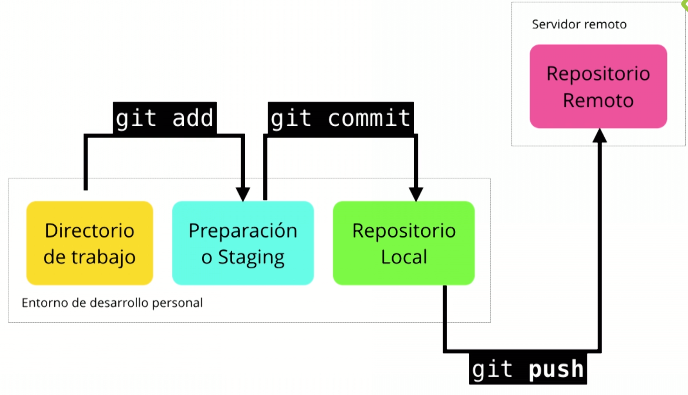 Servidor remoto
Repositorio
Remoto
git add
git commit
Directorio
de trabajo
Preparación
o Staging
Repositorio
Local
Entorno de desarrollo personal
git push